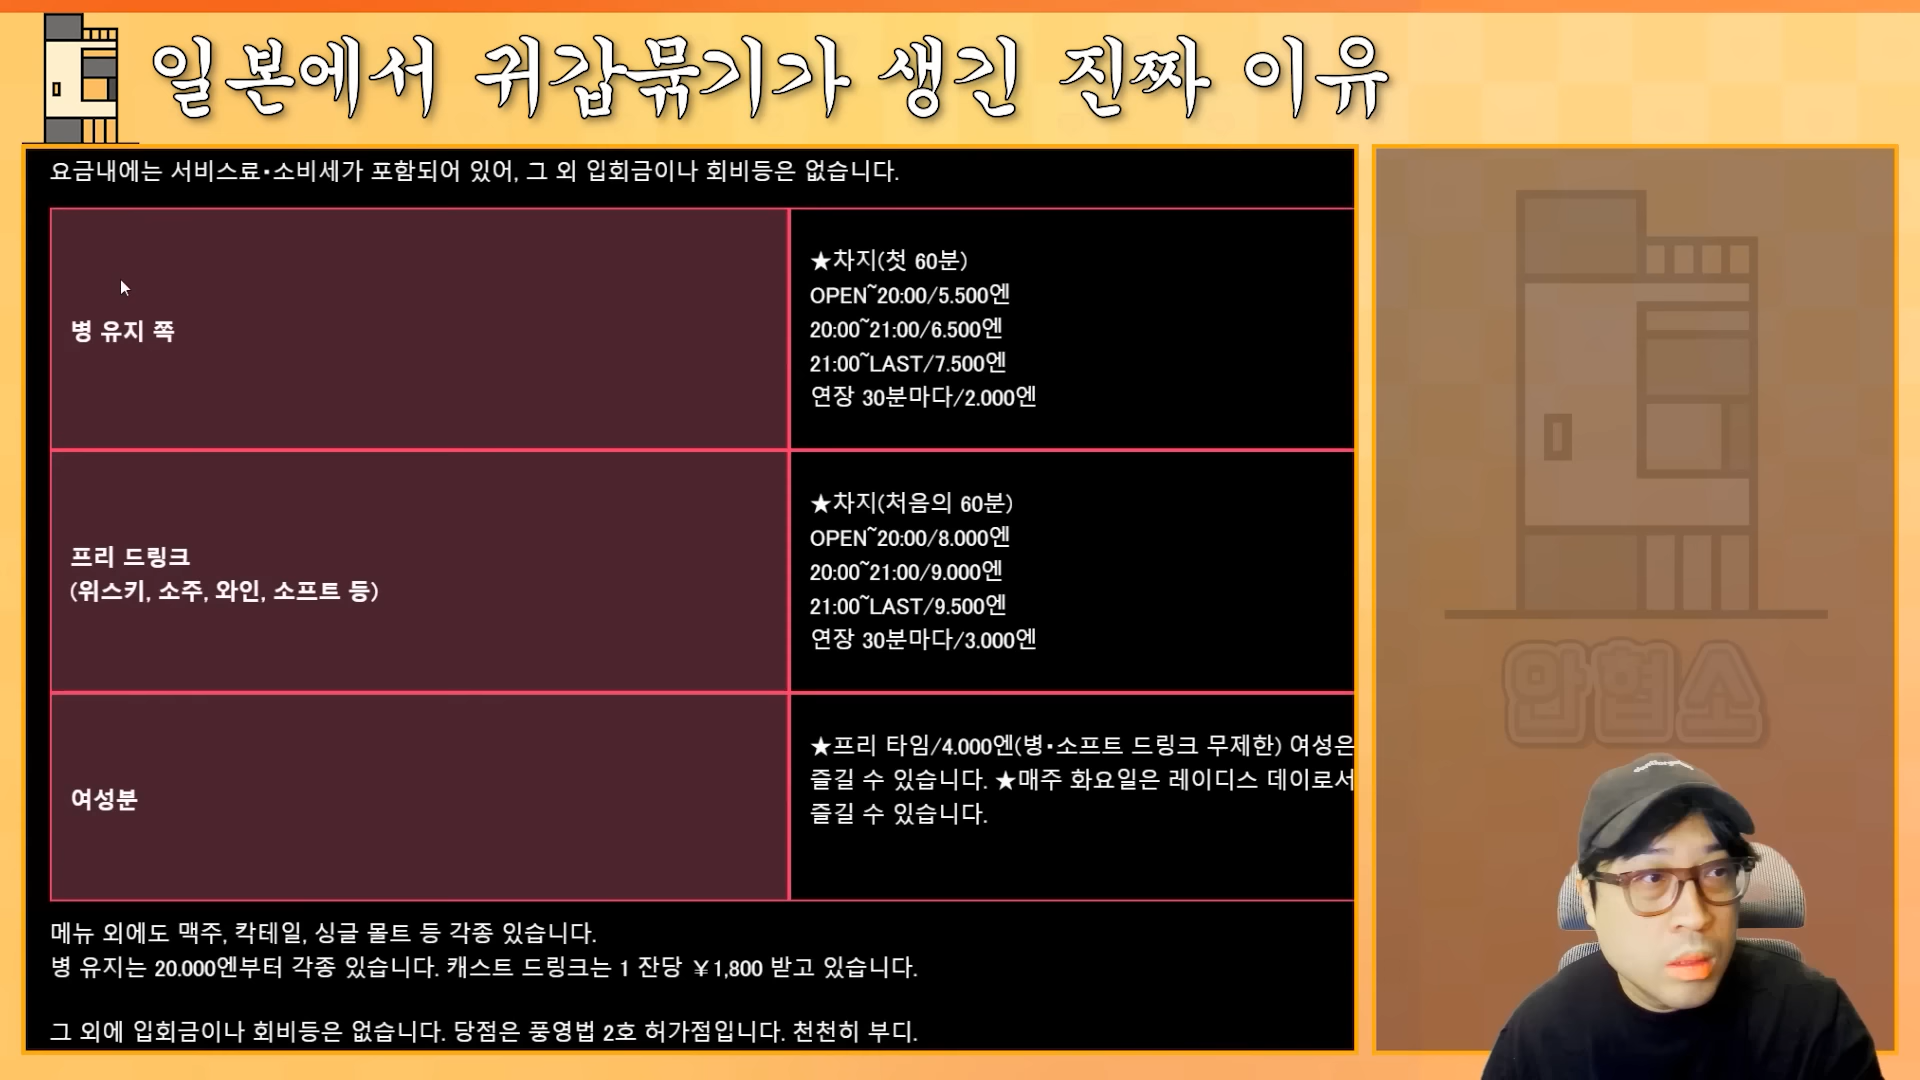 일본에서 귀갑묶기가 생긴 진짜 이유
요금내에는 서비스료・소비세가 포함되어 있어, 그 외 입회금이나 회비등은 없습니다.
병 유지 쪽
★차지(첫 60분)
OPEN~20:00/5.500엔
20:00~21:00/6.500엔
21:00~LAST/7.500엔
연장 30분마다/2.000엔
프리 드링크
(위스키, 소주, 와인, 소프트 등)
★차지(처음의 60분)
OPEN~20:00/8.000엔
20:00~21:00/9.000엔
21:00~LAST/9.500엔
연장 30분마다/3.000엔
여성분
★프리 타임/4.000엔(병・소프트 드링크 무제한) 여성은
즐길 수 있습니다. ★매주 화요일은 레이디스 데이로서
즐길 수 있습니다.
메뉴 외에도 맥주, 칵테일, 싱글 몰트 등 각종 있습니다.
병 유지는 20.000엔부터 각종 있습니다. 캐스트 드링크는 1 잔당 ￥1,800 받고 있습니다.
그 외에 입회금이나 회비등은 없습니다. 당점은 풍영법 2호 허가점입니다. 천천히 부디.
안협소